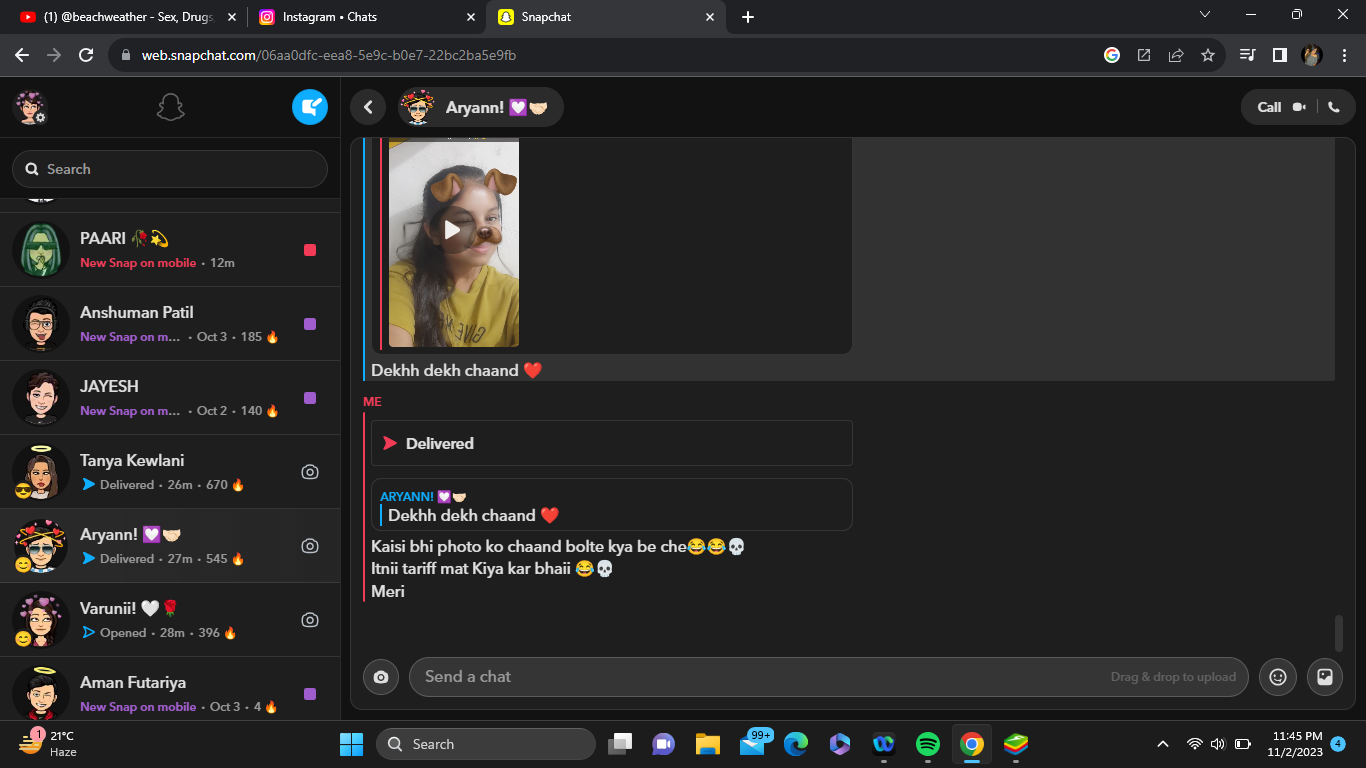 (1) @beachweather - Sex, Drugs,
Instagram • Chats
Snapchat
web.snapchat.com/06aa0dfc-eea8-5e9c-b0e7-22bc2ba5e9fb
Search
PAARI 🥀💫
New Snap on mobile • 12m
Anshuman Patil
New Snap on m... • Oct 3 • 185 🔥
JAYESH
New Snap on m... • Oct 2 • 140 🔥
Tanya Kewlani
Delivered • 26m • 670 🔥
Aryann! 💟🤝🏻
Delivered • 27m • 545 🔥
Varunii! 🤍🌹
Opened • 28m • 396 🔥
Aman Futariya
New Snap on mobile • Oct 3 • 4 🔥
Aryann! 💟🤝🏻
Call
Dekhh dekh chaand ❤️
ME
Delivered
ARYANN! 💟🤝🏻
Dekhh dekh chaand ❤️
Kaisi bhi photo ko chaand bolte kya be che😂😂💀
Itnii tariff mat Kiya kar bhaii 😂💀
Meri
Send a chat
Drag & drop to upload
1
21°C
Haze
Search
99+
11:45 PM
11/2/2023
4